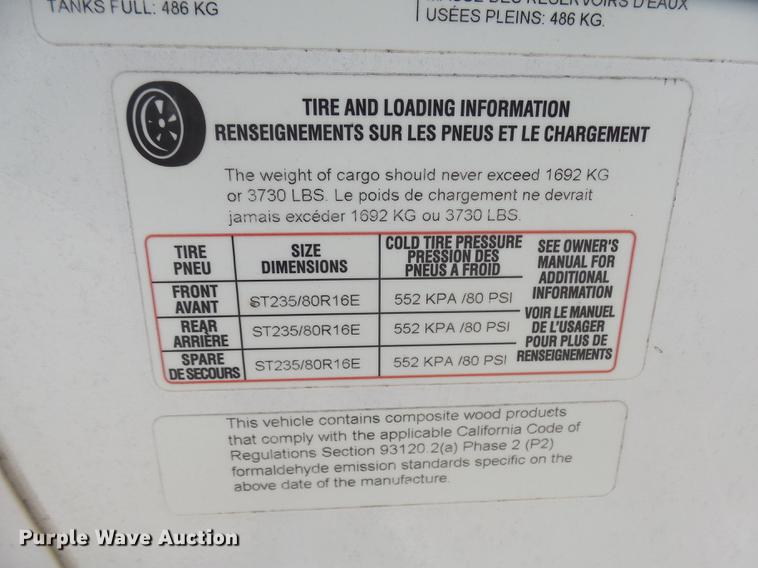 TANKS FULL: 486 KG
MASSE DES RÉSERVOIRS D'EAUX
USÉES PLEINS: 486 KG.
TIRE AND LOADING INFORMATION
RENSEIGNEMENTS SUR LES PNEUS ET LE CHARGEMENT
The weight of cargo should never exceed 1692 KG
or 3730 LBS. Le poids de chargement ne devrait
jamais excéder 1692 KG ou 3730 LBS.
TIRE
PNEU
SIZE
DIMENSIONS
COLD TIRE PRESSURE
PRESSION DES
PNEUS A FROID
SEE OWNER'S
MANUAL FOR
ADDITIONAL
INFORMATION
VOIR LE MANUEL
DE L'USAGER
POUR PLUS DE
RENSEIGNEMENTS
FRONT
AVANT
ST235/80R16E
552 KPA /80 PSI
REAR
ARRIÈRE
ST235/80R16E
552 KPA /80 PSI
SPARE
DE SECOURS
ST235/80R16E
552 KPA /80 PSI
This vehicle contains composite wood products
that comply with the applicable California Code of
Regulations Section 93120.2(a) Phase 2 (P2)
formaldehyde emission standards specific on the
above date of the manufacture.
Purple Wave Auction